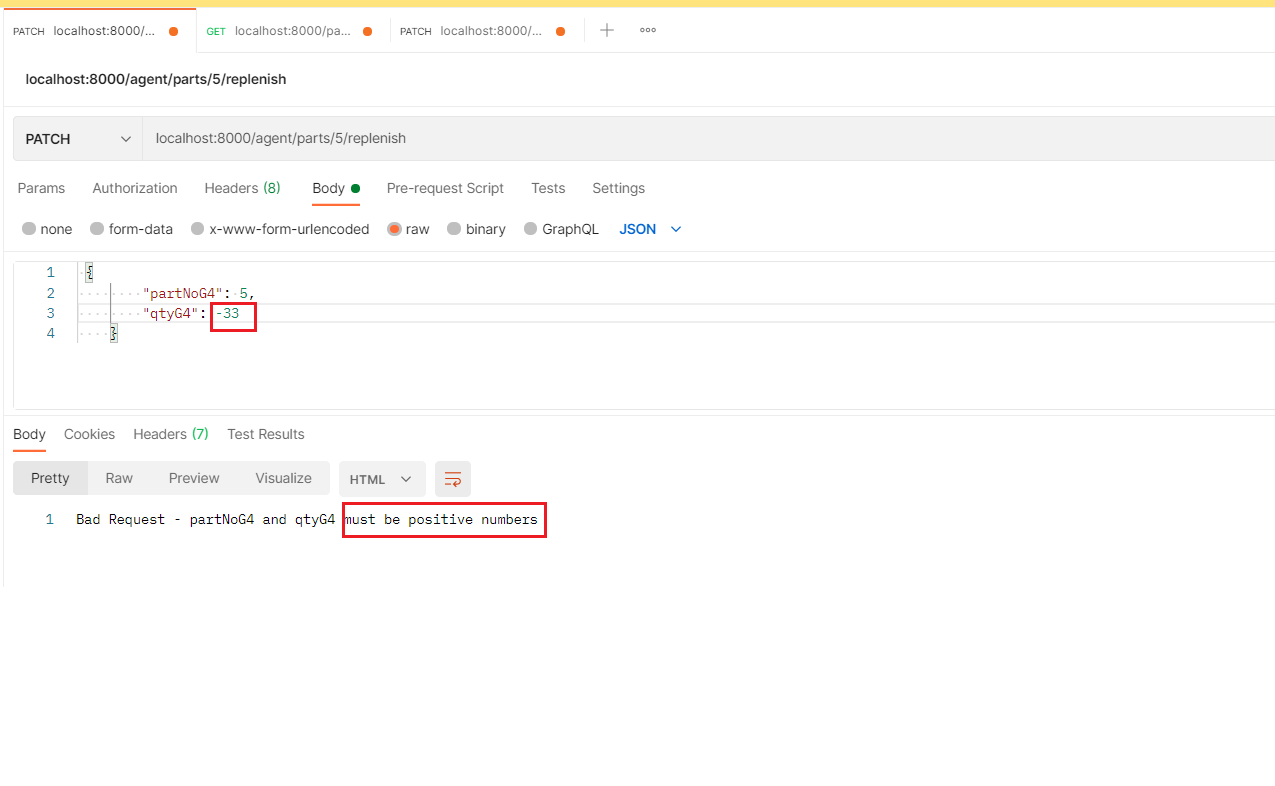 PATCH localhost:8000/... GET localhost:8000/pa... PATCH localhost:8000/...
localhost:8000/agent/parts/5/replenish
PATCH localhost:8000/agent/parts/5/replenish
Params Authorization Headers (8) Body Pre-request Script Tests Settings
none form-data x-www-form-urlencoded raw binary GraphQL JSON
1 {
2 "partNoG4": 5,
3 "qtyG4": -33
4 }
Body Cookies Headers (7) Test Results
Pretty Raw Preview Visualize HTML
1 Bad Request - partNoG4 and qtyG4 must be positive numbers